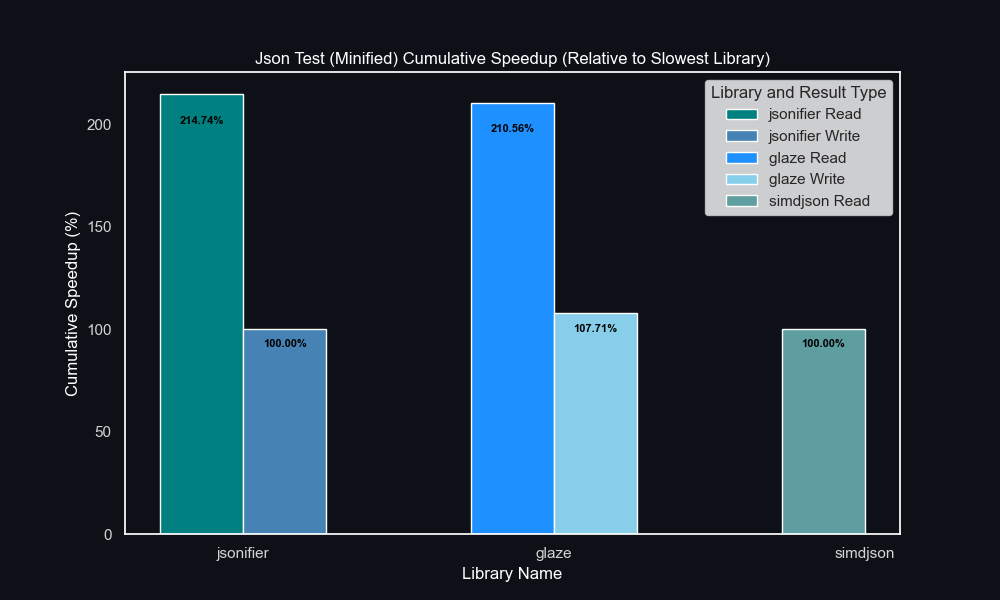 Json Test (Minified) Cumulative Speedup (Relative to Slowest Library)
Library and Result Type
jsonifier Read
jsonifier Write
glaze Read
glaze Write
simdjson Read
Cumulative Speedup (%)
200
150
100
50
0
214.74%
100.00%
210.56%
107.71%
100.00%
jsonifier
glaze
simdjson
Library Name